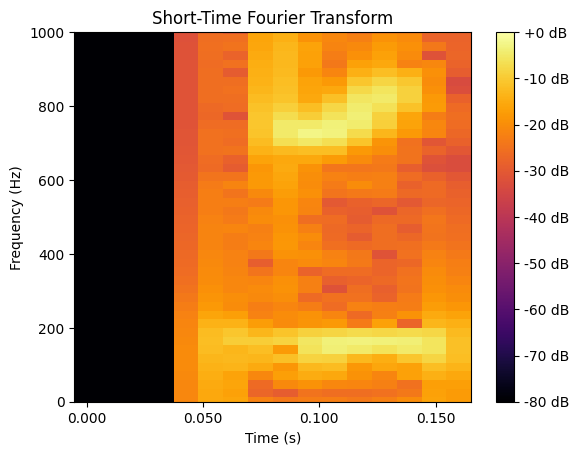 Short-Time Fourier Transform
1000
800
600
400
200
0
Frequency (Hz)
0.000
0.050
0.100
0.150
Time (s)
+0 dB
-10 dB
-20 dB
-30 dB
-40 dB
-50 dB
-60 dB
-70 dB
-80 dB